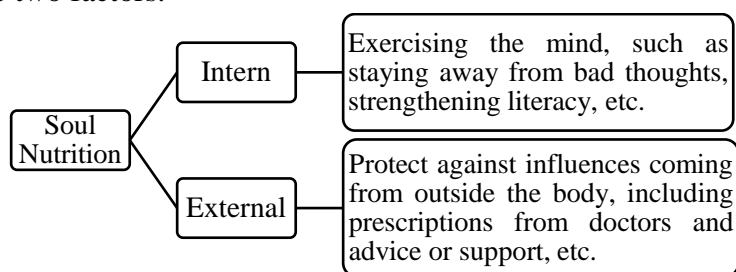 two factors.
Exercising the mind, such as
staying away from bad thoughts,
strengthening literacy, etc.
Intern
Soul
Nutrition
External
Protect against influences coming
from outside the body, including
prescriptions from doctors and
advice or support, etc.